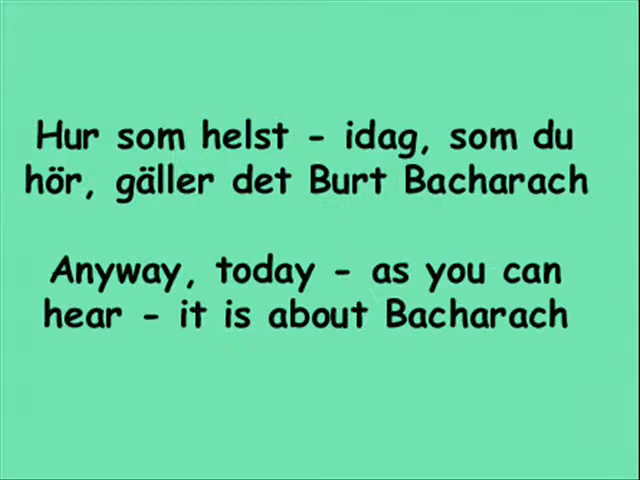 Hur som helst - idag, som du
hör, gäller det Burt Bacharach
Anyway, today - as you can
hear - it is about Bacharach